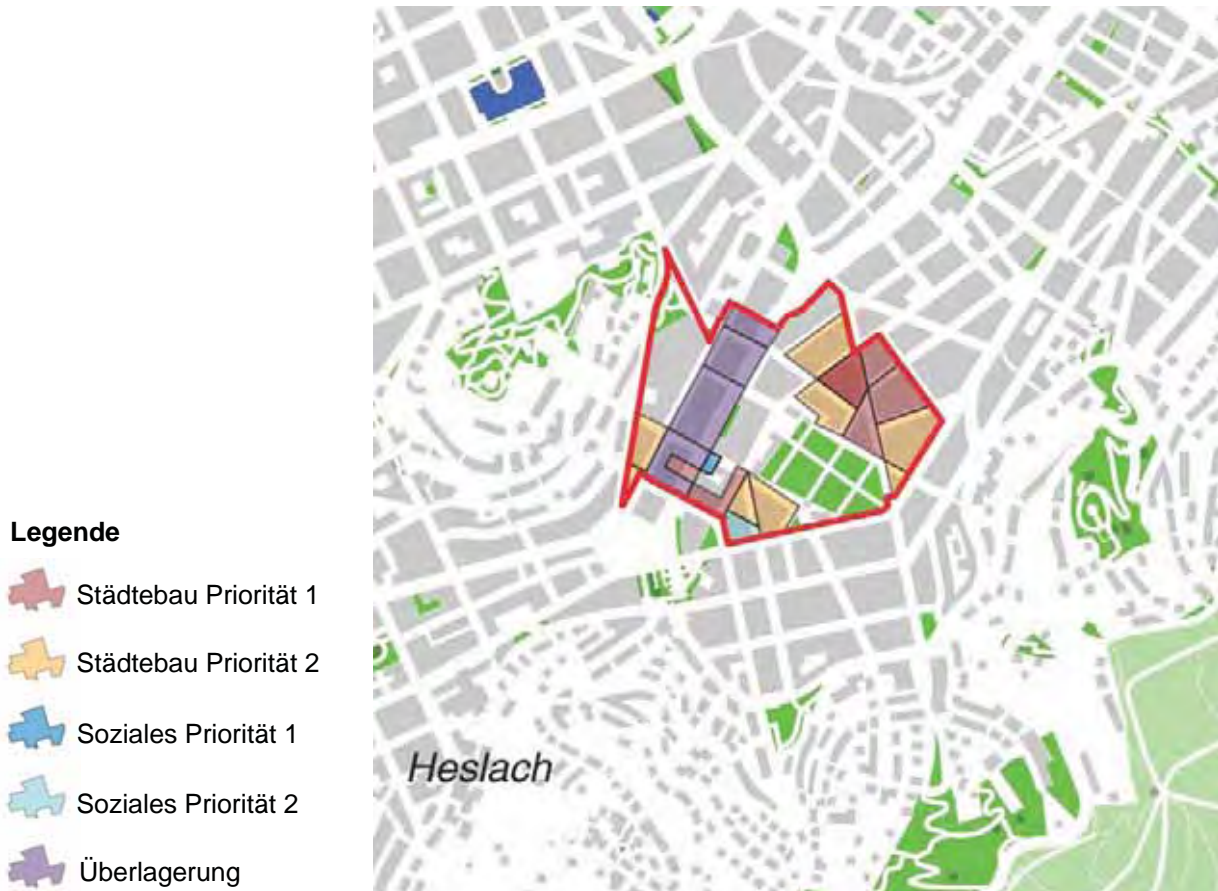 Legende
Städtebau Priorität 1
Städtebau Priorität 2
Soziales Priorität 1
Soziales Priorität 2
Überlagerung
Heslach